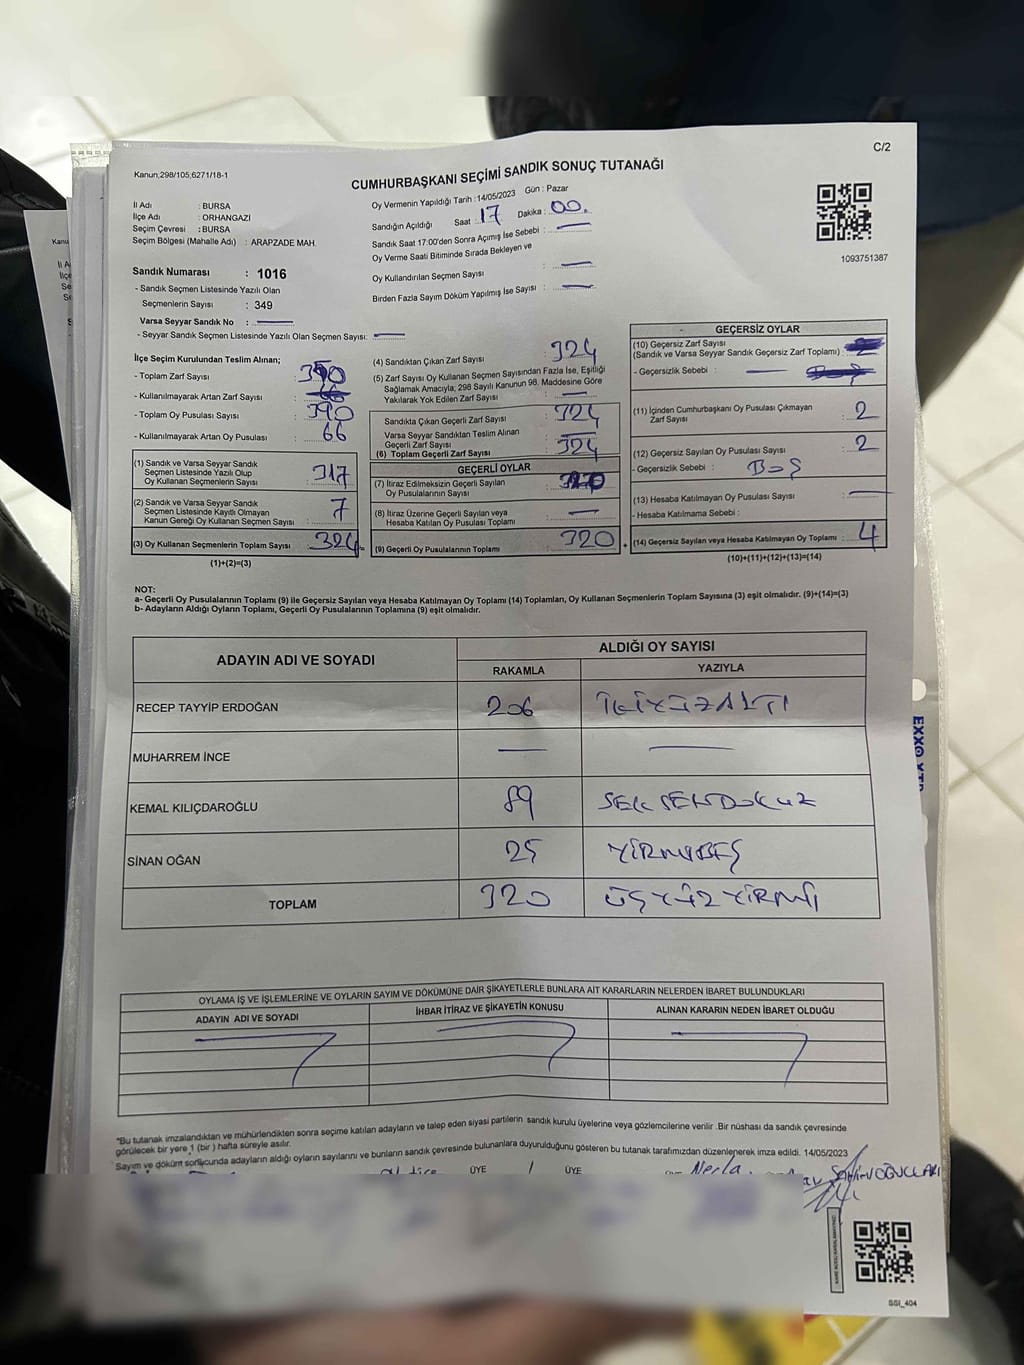 C/2
Kanun,298/105,6271/18-1
CUMHURBAŞKANI SEÇİMİ SANDIK SONUÇ TUTANAĞI
İl Adı : BURSA
İlçe Adı : ORHANGAZİ
Seçim Çevresi : BURSA
Seçim Bölgesi (Mahalle Adı) : ARAPZADE MAH.
Oy Vermenin Yapıldığı Tarih : 14/05/2023 Gün : Pazar
Sandığın Açıldığı Saat : 17 Dakika : 00.
Sandık Saat 17:00'den Sonra Açımış İse Sebebi :
Oy Verme Saati Bitiminde Sırada Bekleyen ve
Oy Kullandırılan Seçmen Sayısı :
Birden Fazla Sayım Döküm Yapılmış İse Sayısı :
1093751387
Sandık Numarası : 1016
- Sandık Seçmen Listesinde Yazılı Olan
Seçmenlerin Sayısı : 349
Varsa Seyyar Sandık No :
- Seyyar Sandık Seçmen Listesinde Yazılı Olan Seçmen Sayısı:
İlçe Seçim Kurulundan Teslim Alınan;
- Toplam Zarf Sayısı : 390
- Kullanılmayarak Artan Zarf Sayısı : 66
- Toplam Oy Pusulası Sayısı : 390
- Kullanılmayarak Artan Oy Pusulası : 66
(1) Sandık ve Varsa Seyyar Sandık
Seçmen Listesinde Yazılı Olup
Oy Kullanan Seçmenlerin Sayısı : 317
(2) Sandık ve Varsa Seyyar Sandık
Seçmen Listesinde Kayıtlı Olmayan
Kanun Gereği Oy Kullanan Seçmen Sayısı : 7
(3) Oy Kullanan Seçmenlerin Toplam Sayısı : 324
(1)+(2)=(3)
(4) Sandıktan Çıkan Zarf Sayısı : 324
(5) Zarf Sayısı Oy Kullanan Seçmen Sayısından Fazla İse, Eşitliği
Sağlamak Amacıyla; 298 Sayılı Kanunun 98. Maddesine Göre
Yakılarak Yok Edilen Zarf Sayısı :
Sandıkta Çıkan Geçerli Zarf Sayısı : 324
Varsa Seyyar Sandıktan Teslim Alınan
Geçerli Zarf Sayısı :
(6) Toplam Geçerli Zarf Sayısı : 324
GEÇERLİ OYLAR
(7) İtiraz Edilmeksizin Geçerli Sayılan
Oy Pusulalarının Sayısı : 320
(8) İtiraz Üzerine Geçerli Sayılan veya
Hesaba Katılan Oy Pusulası Toplamı :
(9) Geçerli Oy Pusulalarının Toplamı : 320
GEÇERSİZ OYLAR
(10) Geçersiz Zarf Sayısı
(Sandık ve Varsa Seyyar Sandık Geçersiz Zarf Toplamı) :
- Geçersizlik Sebebi :
(11) İçinden Cumhurbaşkanı Oy Pusulası Çıkmayan
Zarf Sayısı : 2
(12) Geçersiz Sayılan Oy Pusulası Sayısı : 2
- Geçersizlik Sebebi : BOŞ
(13) Hesaba Katılmayan Oy Pusulası Sayısı :
- Hesaba Katılmama Sebebi :
(14) Geçersiz Sayılan veya Hesaba Katılmayan Oy Toplamı : 4
(10)+(11)+(12)+(13)=(14)
NOT:
a- Geçerli Oy Pusulalarının Toplamı (9) ile Geçersiz Sayılan veya Hesaba Katılmayan Oy Toplamı (14) Toplamları, Oy Kullanan Seçmenlerin Toplam Sayısına (3) eşit olmalıdır. (9)+(14)=(3)
b- Adayların Aldığı Oyların Toplamı, Geçerli Oy Pusulalarının Toplamına (9) eşit olmalıdır.
ADAYIN ADI VE SOYADI ALDIĞI OY SAYISI
RAKAMLA YAZIYLA
RECEP TAYYİP ERDOĞAN 206 İKİYÜZALTI
MUHARREM İNCE
KEMAL KILIÇDAROĞLU 89 SEKSENDOKUZ
SİNAN OĞAN 25 YİRMİBEŞ
TOPLAM 320 ÜÇYÜZYİRMİ
OYLAMA İŞ VE İŞLEMLERİNE VE OYLARIN SAYIM VE DÖKÜMÜNE DAİR ŞİKAYETLERLE BUNLARA AİT KARARLARIN NELERDEN İBARET BULUNDUKLARI
ADAYIN ADI VE SOYADI İHBAR İTİRAZ VE ŞİKAYETİN KONUSU ALINAN KARARIN NEDEN İBARET OLDUĞU
*Bu tutanak imzalandıktan ve mühürlendikten sonra seçime katılan adayların ve talep eden siyasi partilerin sandık kurulu üyelerine veya gözlemcilerine verilir .Bir nüshası da sandık çevresinde
görülecek bir yere 1 (bir ) hafta süreyle asılır.
Sayım ve döküm sonucunda adayların aldığı oyların sayılarını ve bunların sandık çevresinde bulunanlara duyurulduğunu gösteren bu tutanak tarafımızdan düzenlenerek imza edildi. 14/05/2023
ÜYE ÜYE Nerla
SSI_404